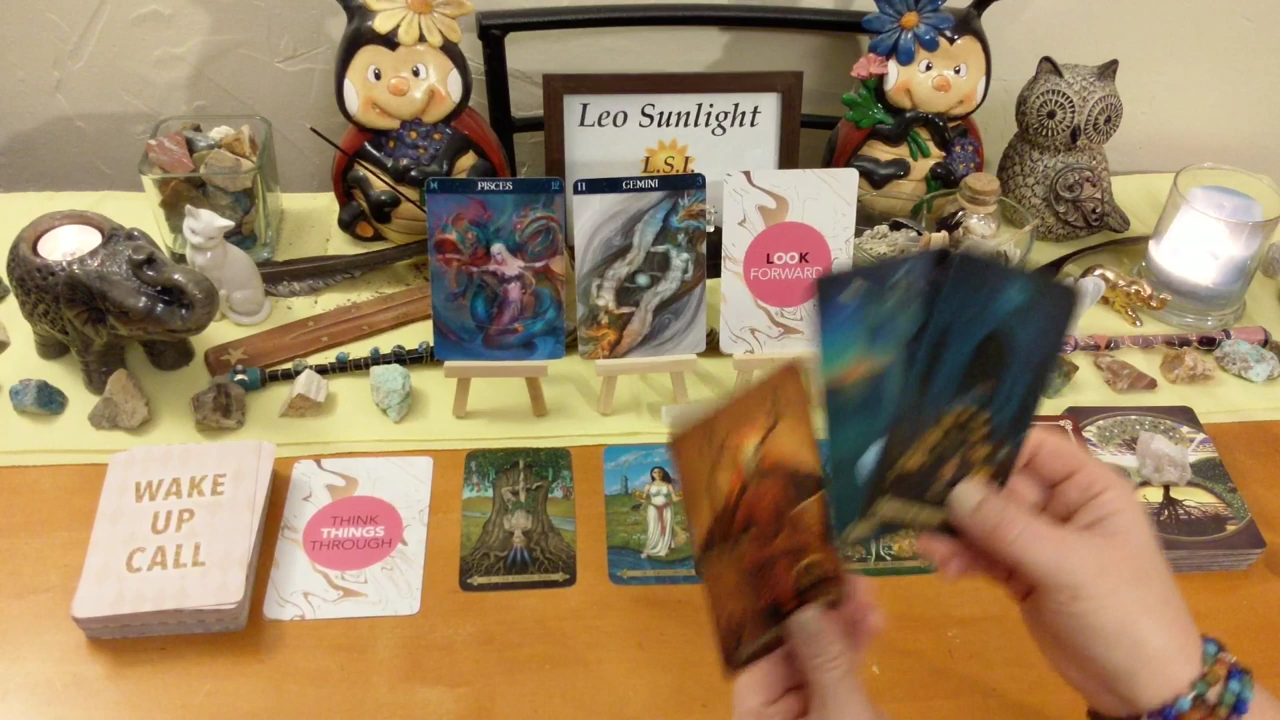 Leo Sunlight
L.S.I.
PISCES 12
11 GEMINI 3
LOOK
FORWARD
WAKE
UP
CALL
THINK
THINGS
THROUGH